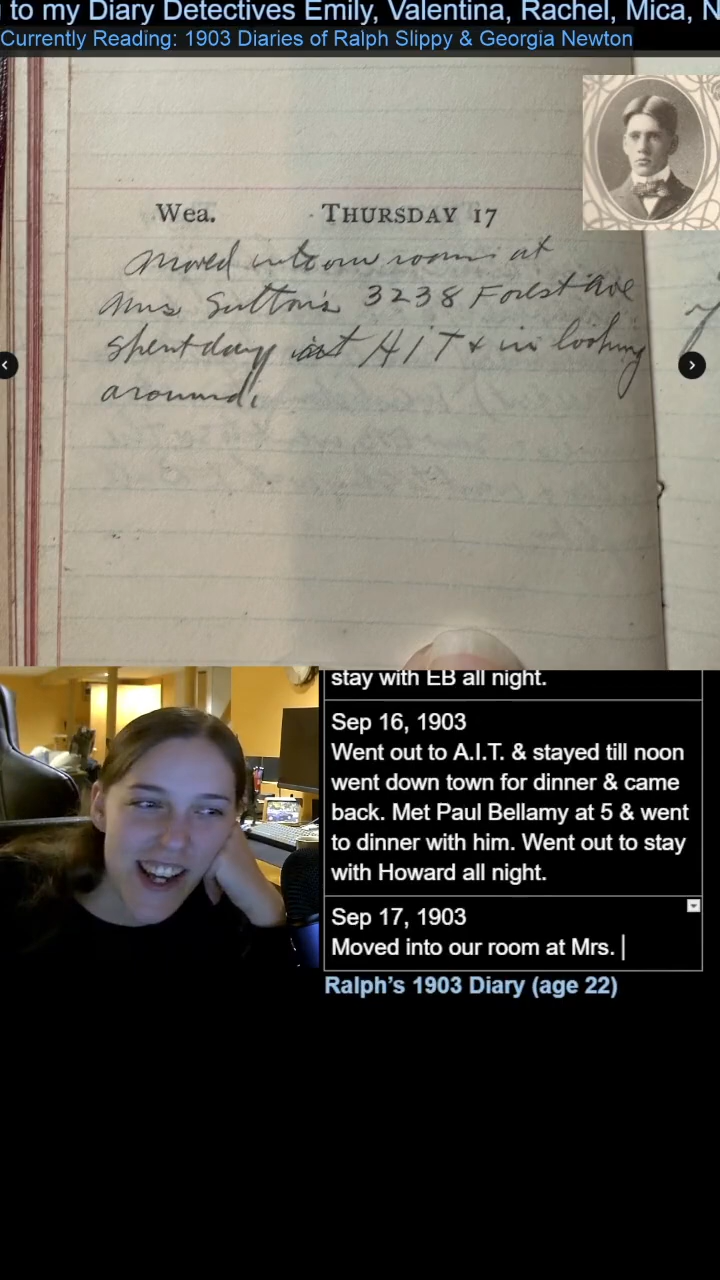 to my Diary Detectives Emily, Valentina, Rachel, Mica, N
Currently Reading: 1903 Diaries of Ralph Slippy & Georgia Newton
Wea. THURSDAY 17
Moved into our room at
Mrs Sutton's 3238 Forest Ave
Spent day at AIT & in looking
around.
stay with EB all night.
Sep 16, 1903
Went out to A.I.T. & stayed till noon
went down town for dinner & came
back. Met Paul Bellamy at 5 & went
to dinner with him. Went out to stay
with Howard all night.
Sep 17, 1903
Moved into our room at Mrs.
Ralph's 1903 Diary (age 22)